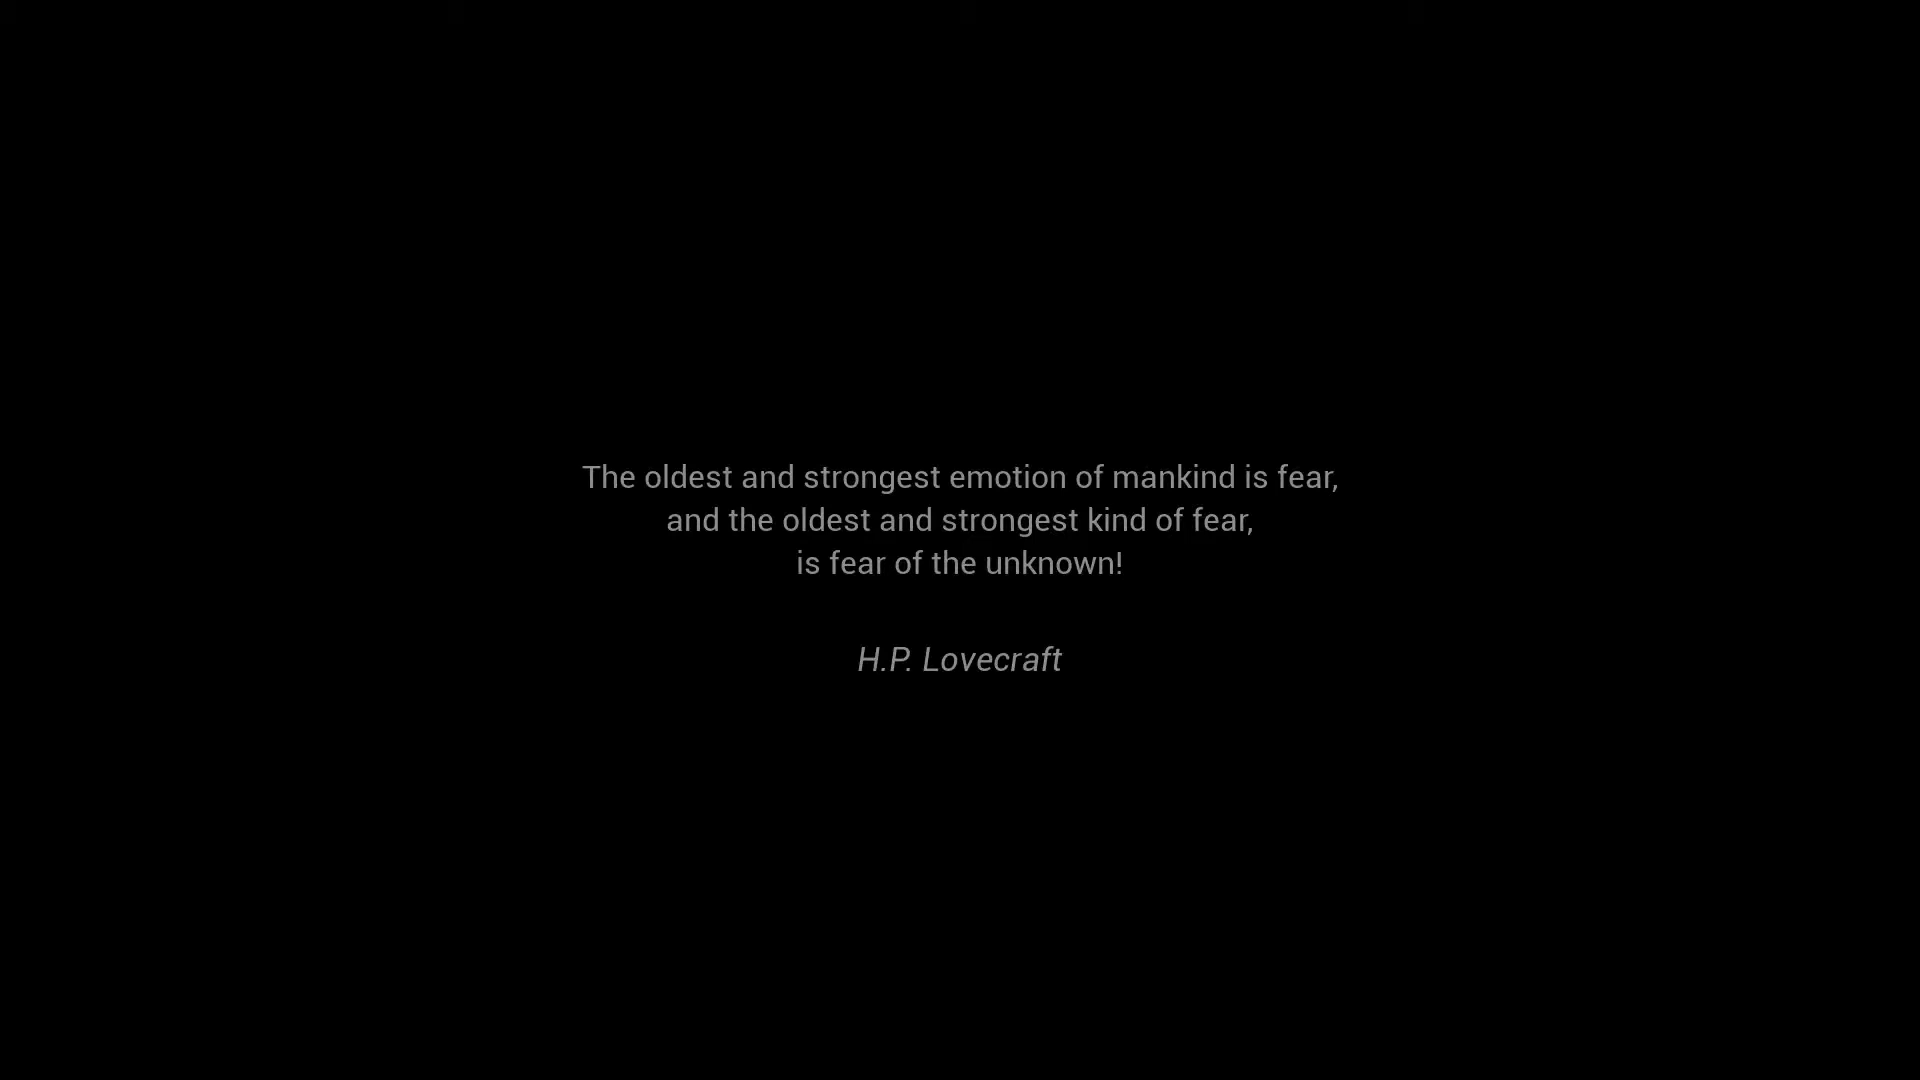 The oldest and strongest emotion of mankind is fear,
and the oldest and strongest kind of fear,
is fear of the unknown!
H.P. Lovecraft